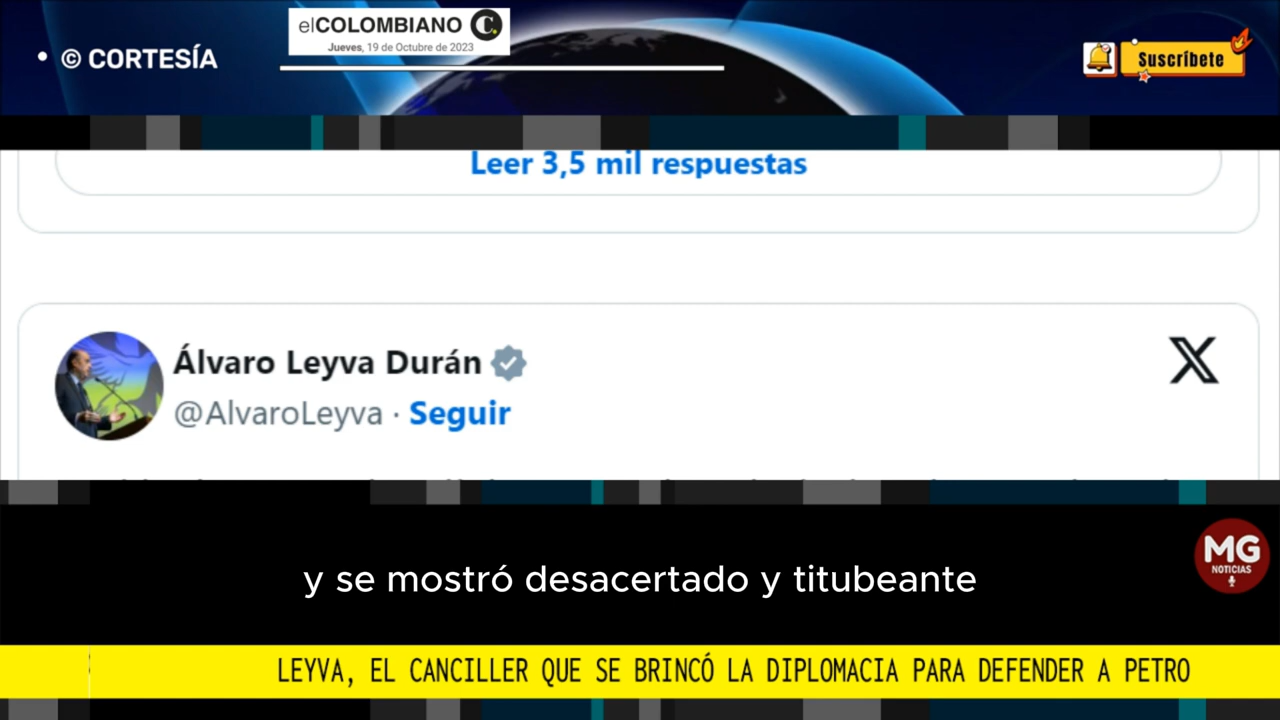 elCOLOMBIANO C.
Jueves, 19 de Octubre de 2023
• © CORTESÍA
Suscríbete
Leer 3,5 mil respuestas
Álvaro Leyva Durán
@AlvaroLeyva · Seguir
y se mostró desacertado y titubeante
MG
NOTICIAS
LEYVA, EL CANCILLER QUE SE BRINCÓ LA DIPLOMACIA PARA DEFENDER A PETRO